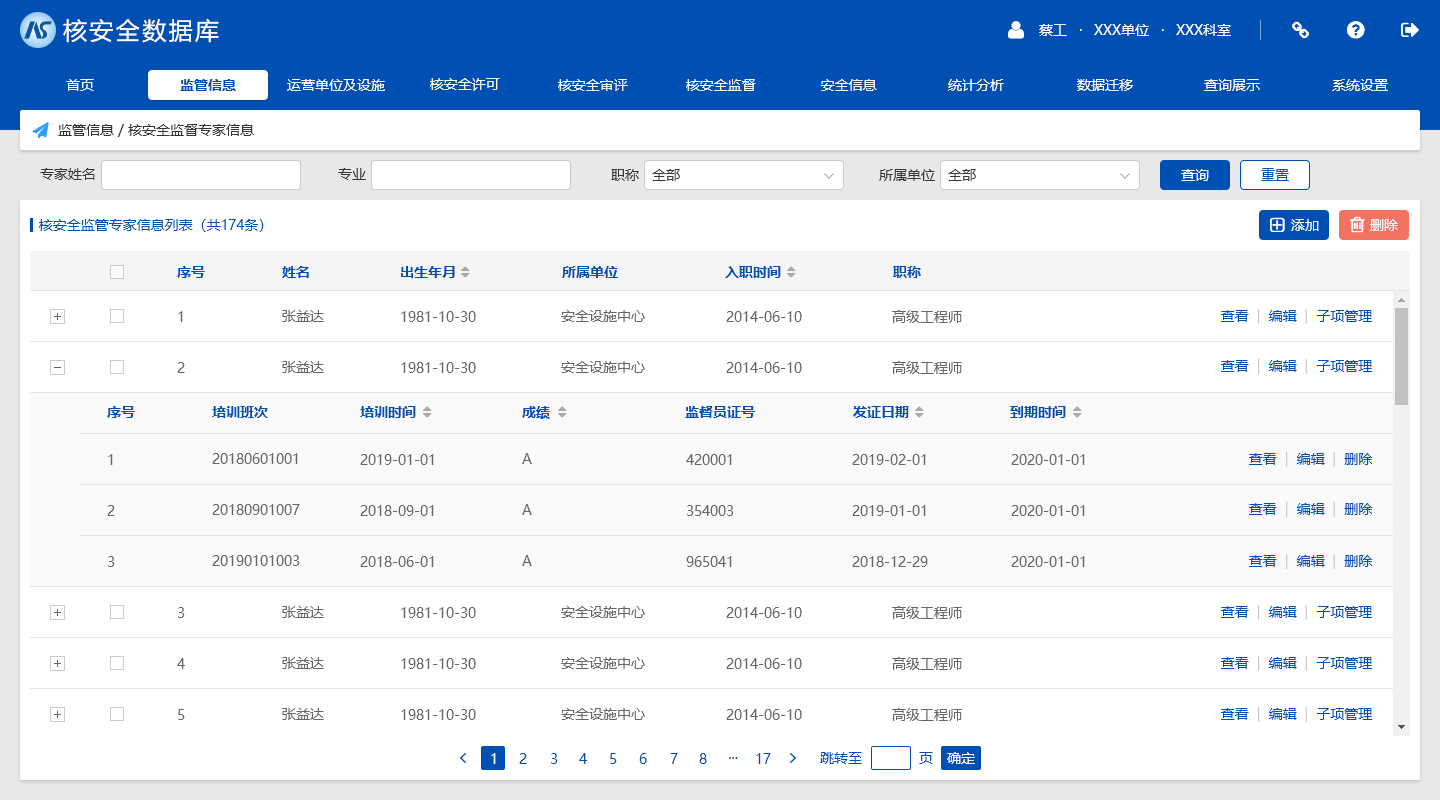 核安全数据库
蔡工 · XXX单位 · XXX科室
首页 监管信息 运营单位及设施 核安全许可 核安全审评 核安全监督 安全信息 统计分析 数据迁移 查询展示 系统设置
监管信息 / 核安全监督专家信息
专家姓名 专业 职称 全部 所属单位 全部 查询 重置
核安全监管专家信息列表（共174条） 添加 删除
序号 姓名 出生年月 所属单位 入职时间 职称
1 张益达 1981-10-30 安全设施中心 2014-06-10 高级工程师 查看 | 编辑 | 子项管理
2 张益达 1981-10-30 安全设施中心 2014-06-10 高级工程师 查看 | 编辑 | 子项管理
序号 培训班次 培训时间 成绩 监督员证号 发证日期 到期时间
1 20180601001 2019-01-01 A 420001 2019-02-01 2020-01-01 查看 | 编辑 | 删除
2 20180901007 2018-09-01 A 354003 2019-01-01 2020-01-01 查看 | 编辑 | 删除
3 20190101003 2018-06-01 A 965041 2018-12-29 2020-01-01 查看 | 编辑 | 删除
3 张益达 1981-10-30 安全设施中心 2014-06-10 高级工程师 查看 | 编辑 | 子项管理
4 张益达 1981-10-30 安全设施中心 2014-06-10 高级工程师 查看 | 编辑 | 子项管理
5 张益达 1981-10-30 安全设施中心 2014-06-10 高级工程师 查看 | 编辑 | 子项管理
< 1 2 3 4 5 6 7 8 ··· 17 > 跳转至 页 确定